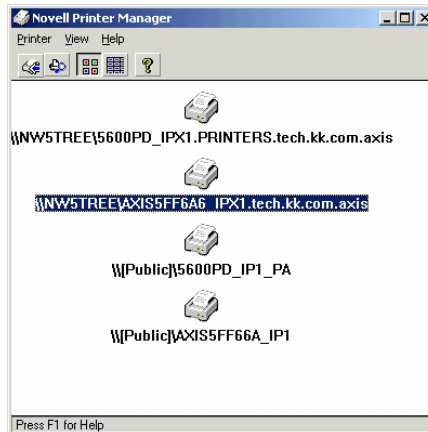 Novell Printer Manager
Printer View Help
\\NW5TREE\5600PD_IPX1.PRINTERS.tech.kk.com.axis
\\NW5TREE\AXIS5FF6A6_IPX1.tech.kk.com.axis
\\[Public]\5600PD_IP1_PA
\\[Public]\AXIS5FF66A_IP1
Press F1 for Help